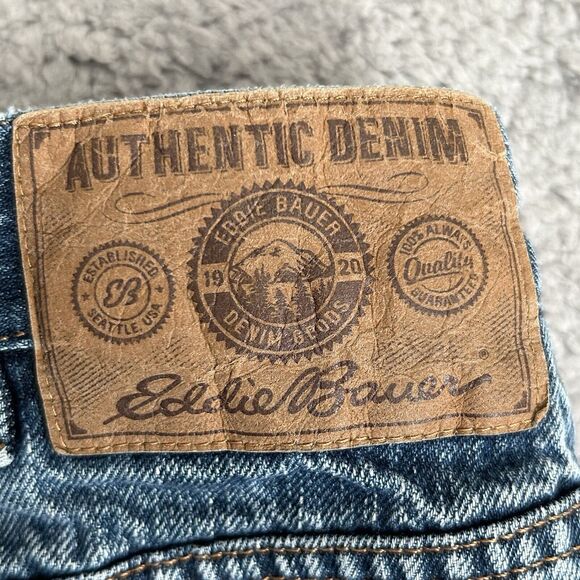 AUTHENTIC DENIM
EDDIE BAUER
19 20
DENIM GOODS
ESTABLISHED
EB
SEATTLE, USA
100% ALWAYS
Quality
GUARANTEED
Eddie Bauer
®